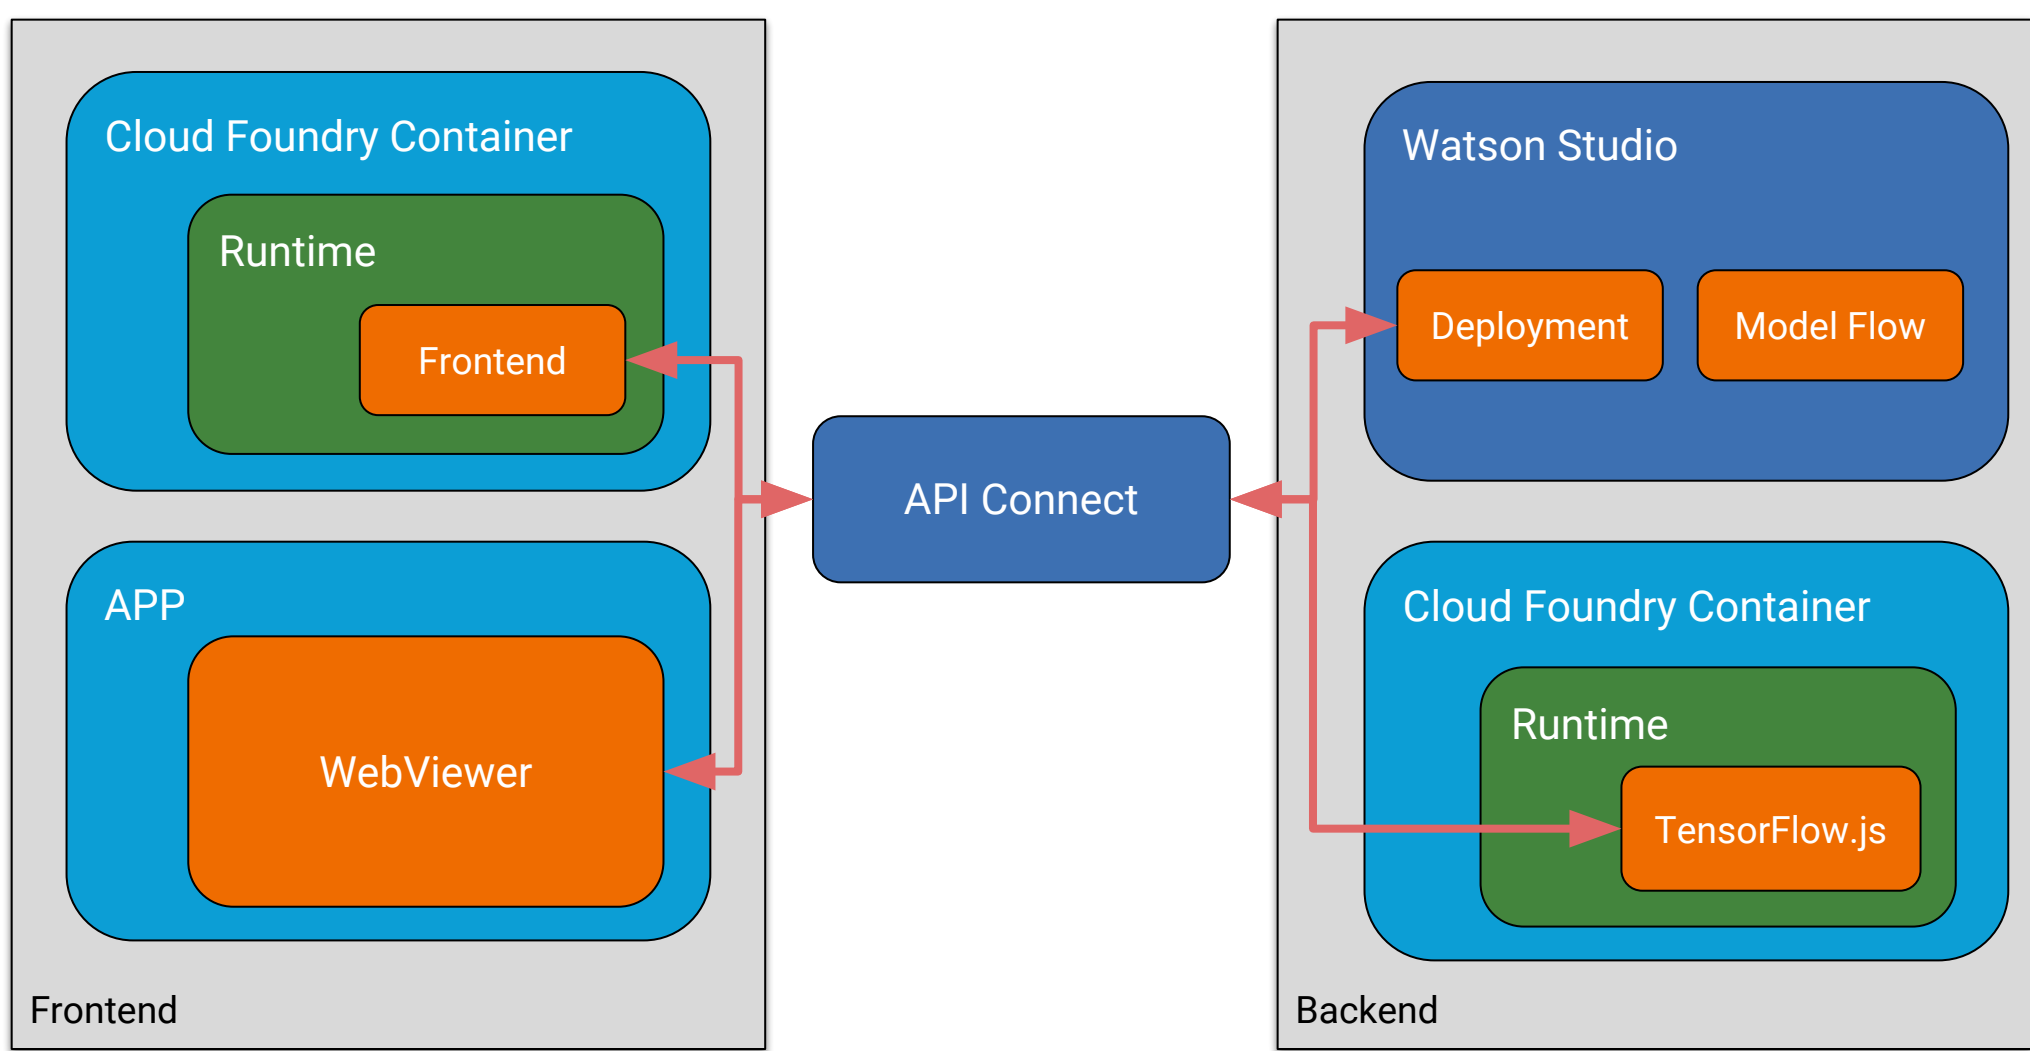 Cloud Foundry Container
Runtime
Frontend
APP
WebViewer
Frontend
API Connect
Watson Studio
Deployment
Model Flow
Cloud Foundry Container
Runtime
TensorFlow.js
Backend